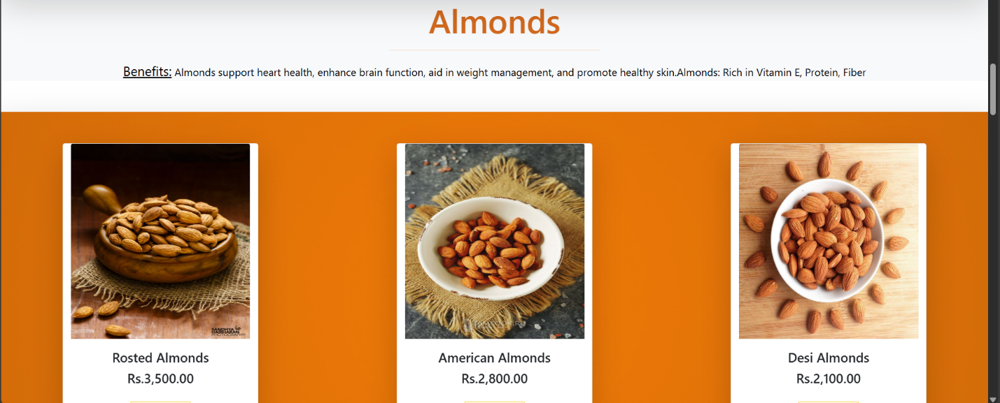 Almonds
Benefits: Almonds support heart health, enhance brain function, aid in weight management, and promote healthy skin.Almonds: Rich in Vitamin E, Protein, Fiber
SANDHYA
HARIHARAN
PHOTOGRAPHY
Rosted Almonds
American Almonds
Desi Almonds
Rs.3,500.00
Rs.2,800.00
Rs.2,100.00